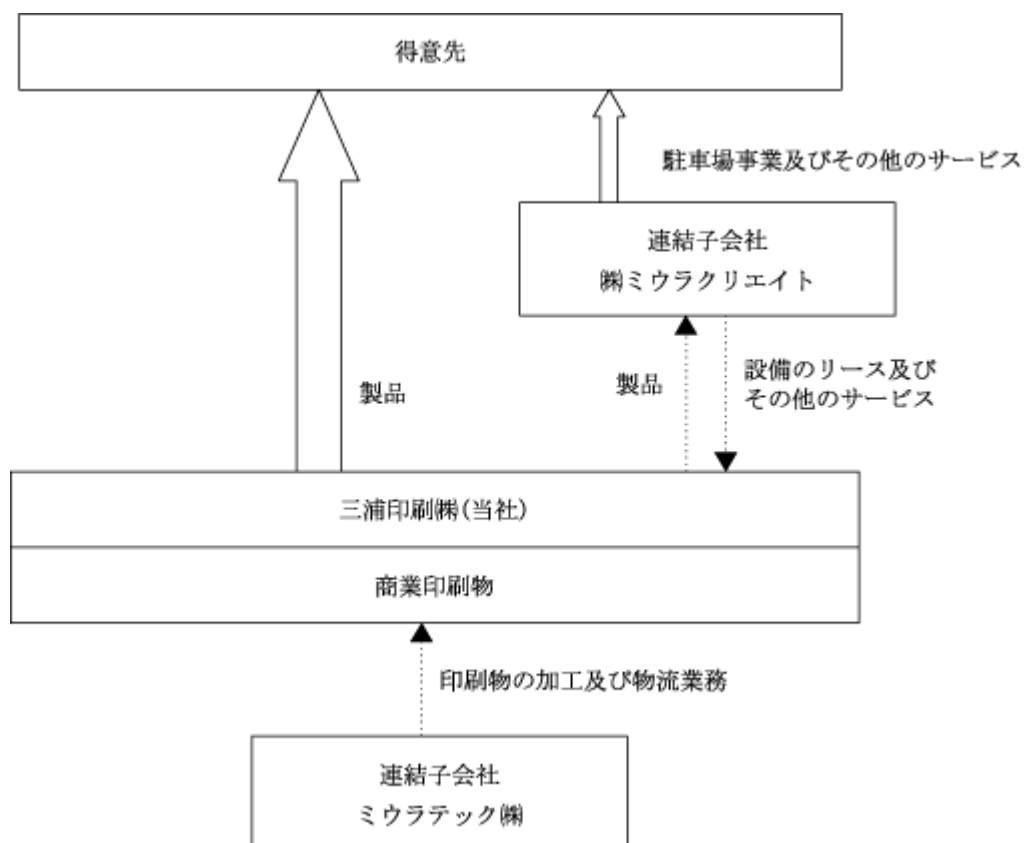 得意先
駐車場事業及びその他のサービス
連結子会社
㈱ミウラクリエイト
製品
製品
設備のリース及び
その他のサービス
三浦印刷㈱(当社)
商業印刷物
印刷物の加工及び物流業務
連結子会社
ミウラテック㈱